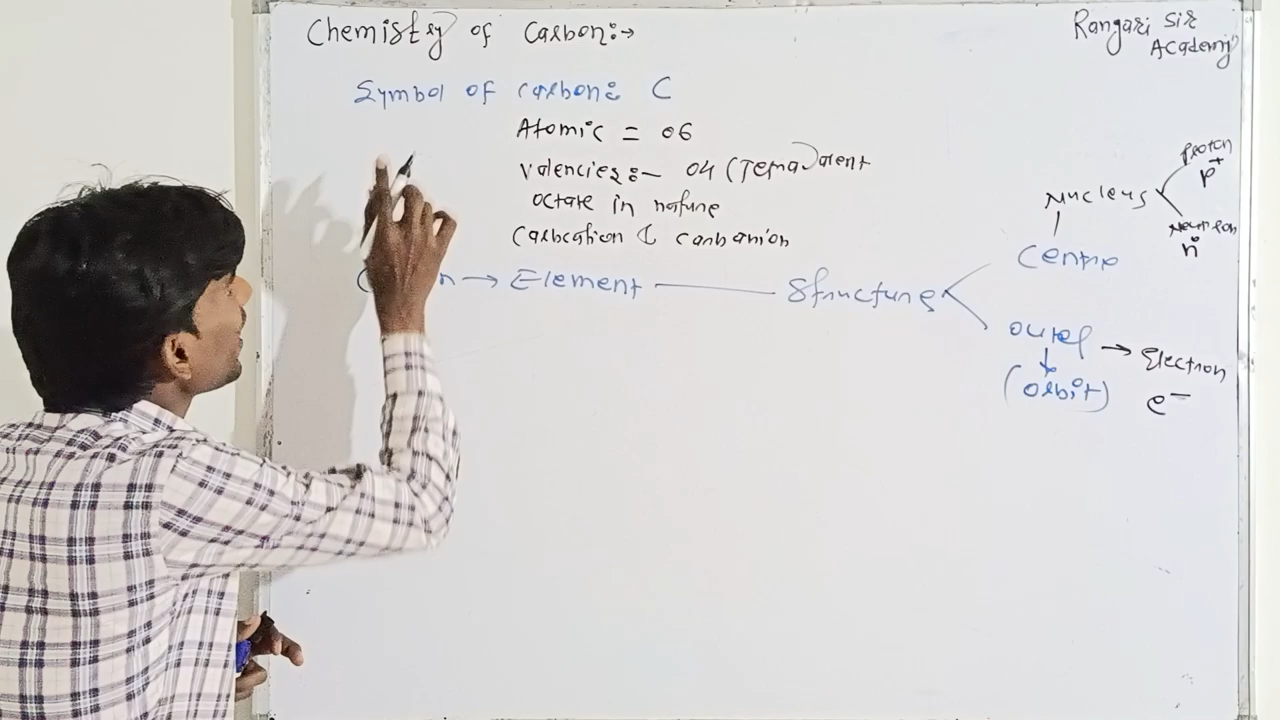 Chemistry of Carbon:→
Rangari Sir
Academy
Symbol of carbon: C
Atomic = 06
Valencies:- 04 (Tetravalent
octate in nature
Carbcation & carbanion
n → Element — Structure
Nucleus
Proton
p+
Neutron
n°
Centre
outer → Electron
e−
(orbit)